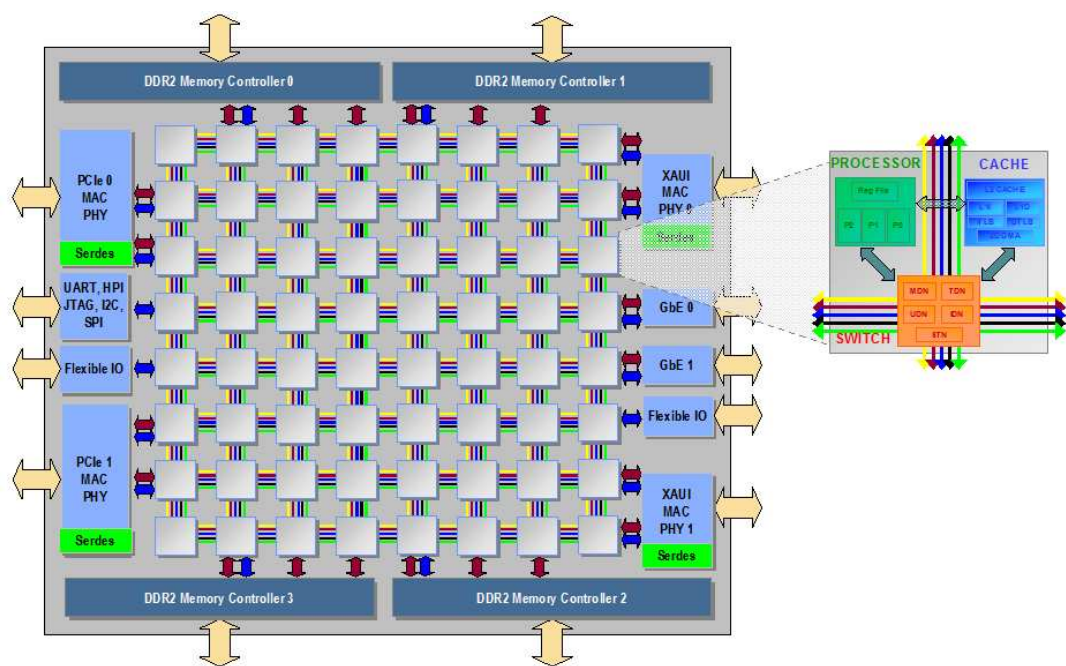 DDR2 Memory Controller 0
DDR2 Memory Controller 1
PCIe 0
MAC
PHY
Serdes
UART, HPI
JTAG, I2C,
SPI
Flexible IO
PCIe 1
MAC
PHY
Serdes
XAUI
MAC
PHY 0
Serdes
GbE 0
GbE 1
Flexible IO
XAUI
MAC
PHY 1
Serdes
DDR2 Memory Controller 3
DDR2 Memory Controller 2
PROCESSOR
Reg File
P2
P1
P0
CACHE
L2 CACHE
MDN
TDN
UDN
IDN
STN
SWITCH